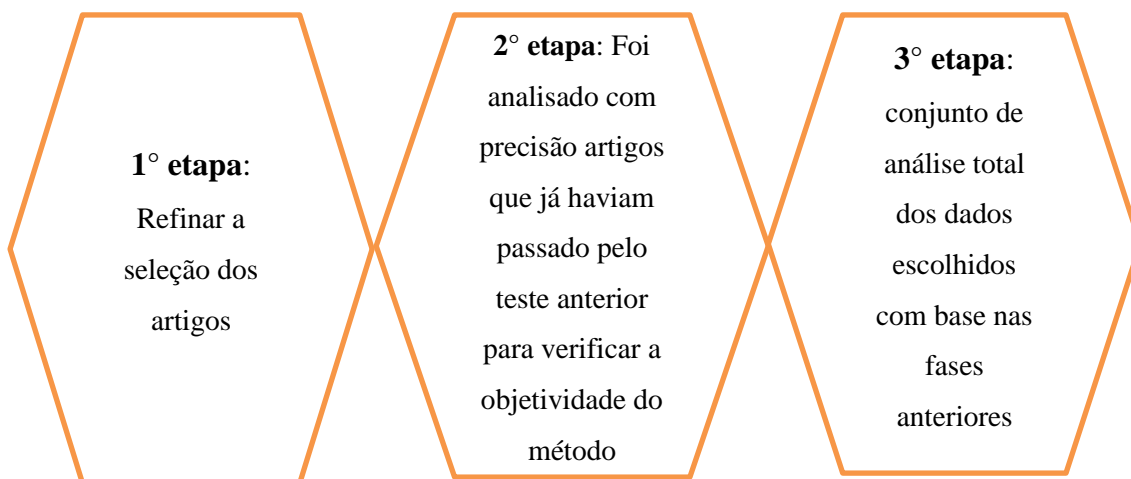 1° etapa:
Refinar a
seleção dos
artigos
2° etapa: Foi
analisado com
precisão artigos
que já haviam
passado pelo
teste anterior
para verificar a
objetividade do
método
3° etapa:
conjunto de
análise total
dos dados
escolhidos
com base nas
fases
anteriores